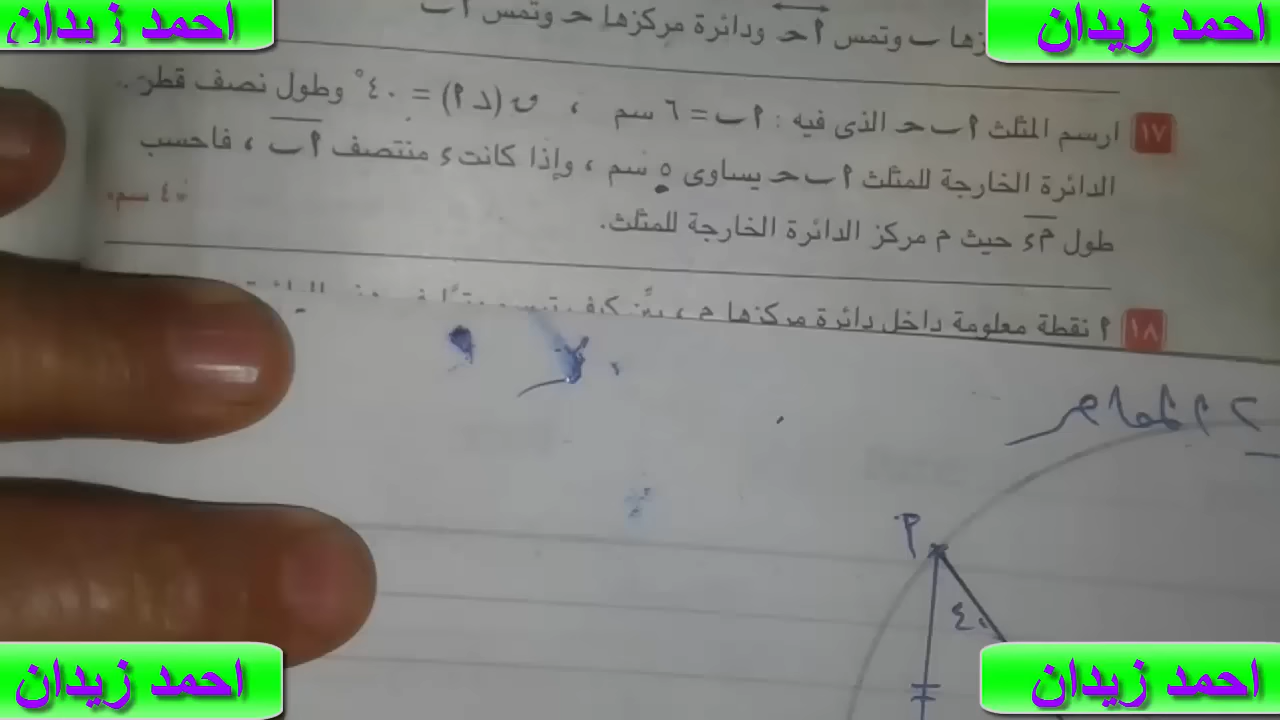 احمد زيدان
احمد زيدان
زها ب وتمس أحـ ودائرة مركزها حـ وتمس أ ب
١٧ ارسم المثلث أ ب حـ الذى فيه : أ ب = ٦ سم ، ق (د أ) = ٤٠° وطول نصف قطر
الدائرة الخارجة للمثلث أ ب حـ يساوى ٥ سم ، وإذا كانت ء منتصف أ ب ، فاحسب
طول م ء حيث م مركز الدائرة الخارجة للمثلث. ٤ سم»
١٨ أ نقطة معلومة داخل دائرة مركزها م ، بيِّن كيف
أ
٤٠
احمد زيدان
احمد زيدان